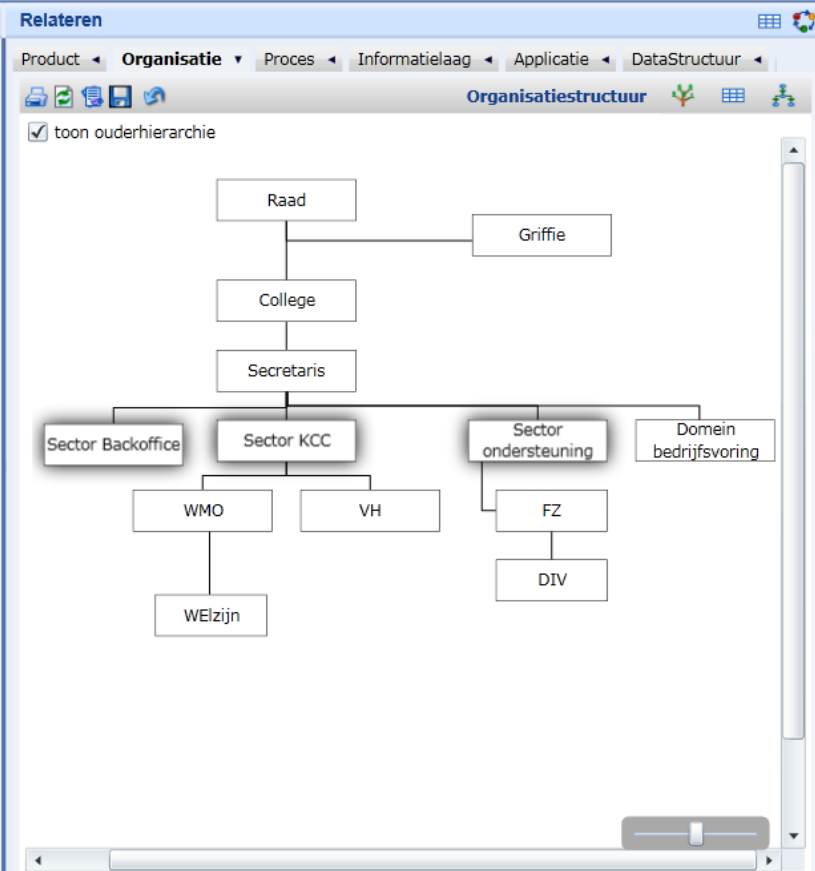 Relateren
Product Organisatie Proces Informatielaag Applicatie DataStructuur
Organisatiestructuur
toon ouderhierarchie
Raad
Griffie
College
Secretaris
Sector Backoffice
Sector KCC
Sector
ondersteuning
Domein
bedrijfsvoring
WMO
VH
FZ
DIV
WElzijn